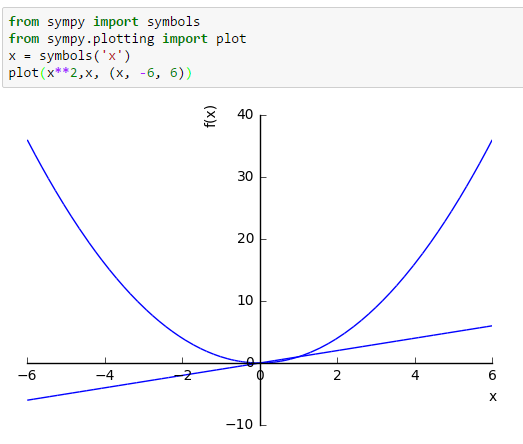 from sympy import symbols
from sympy.plotting import plot
x = symbols('x')
plot(x**2,x, (x, -6, 6))
f(x)
40
30
20
10
0
−6 −4 −2 0 2 4 6
x
−10